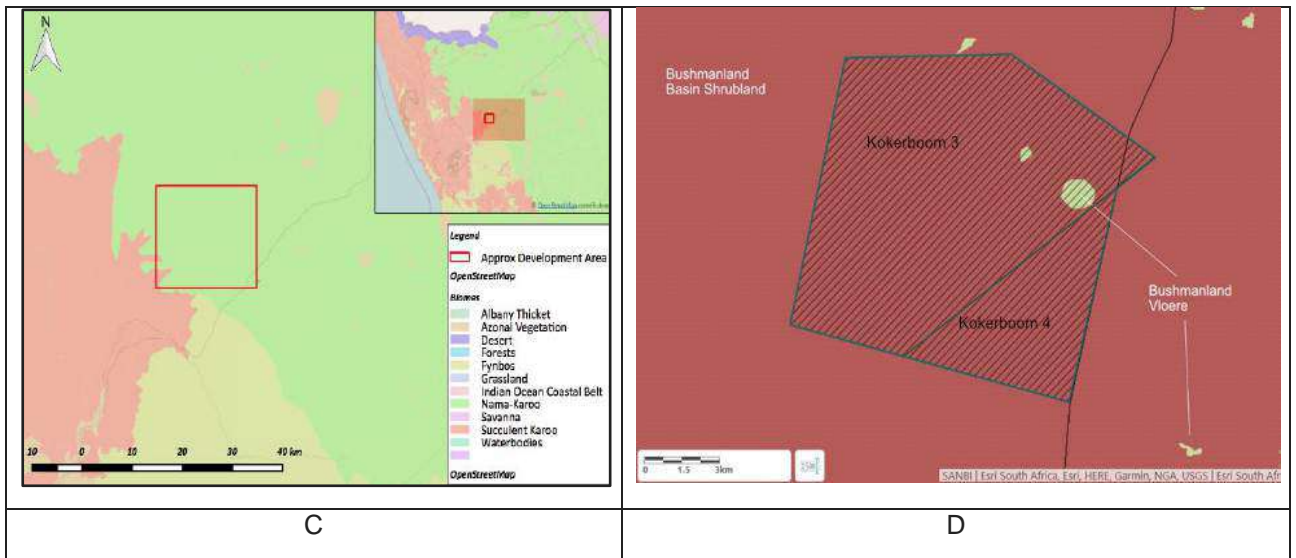 N
© OpenStreetMap
Legend
Approx Development Area
OpenStreetMap
Biomes
Albany Thicket
Azonal Vegetation
Desert
Forests
Fynbos
Grassland
Indian Ocean Coastal Belt
Nama-Karoo
Savanna
Succulent Karoo
Waterbodies
OpenStreetMap
10 0 10 20 30 40 km
C
Bushmanland
Basin Shrubland
Kokerboom 3
Kokerboom 4
Bushmanland
Vloere
0 1.5 3km
SANBI | Esri South Africa, Esri, HERE, Garmin, NGA, USGS | Esri South Afr
D